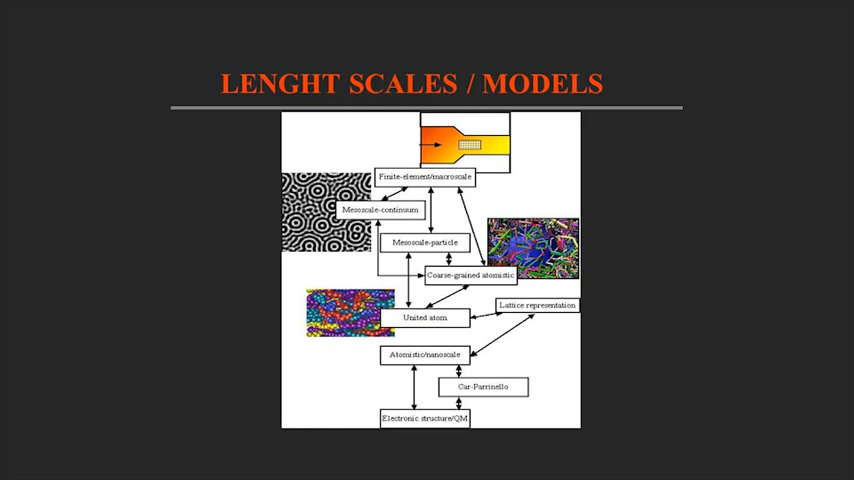 LENGHT SCALES / MODELS
Finite-element/macroscale
Mesoscale-continuum
Mesoscale-particle
Coarse-grained atomistic
Lattice representation
United atom
Atomistic/nanoscale
Car-Parrinello
Electronic structure/QM